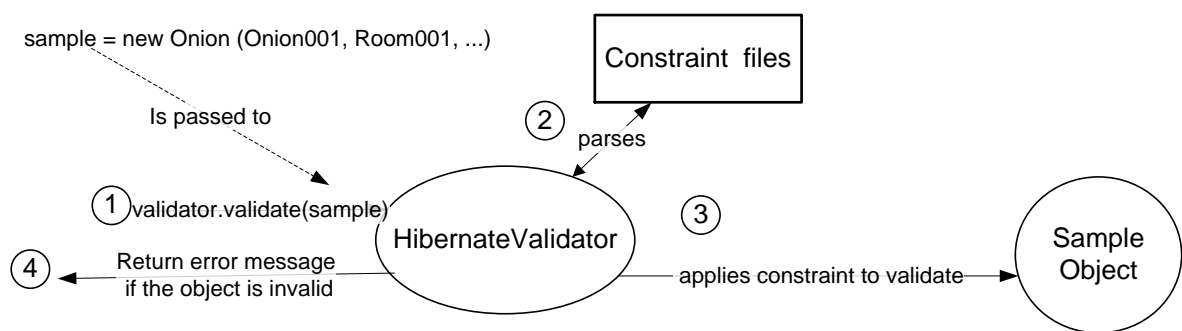 sample = new Onion (Onion001, Room001, ...)
Constraint files
Is passed to
2
parses
1
validator.validate(sample)
HibernateValidator
3
Sample
Object
4
Return error message
if the object is invalid
applies constraint to validate